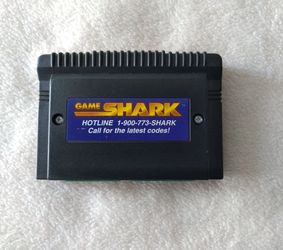 GAME SHARK
HOTLINE 1-900-773-SHARK
Call for the latest codes!